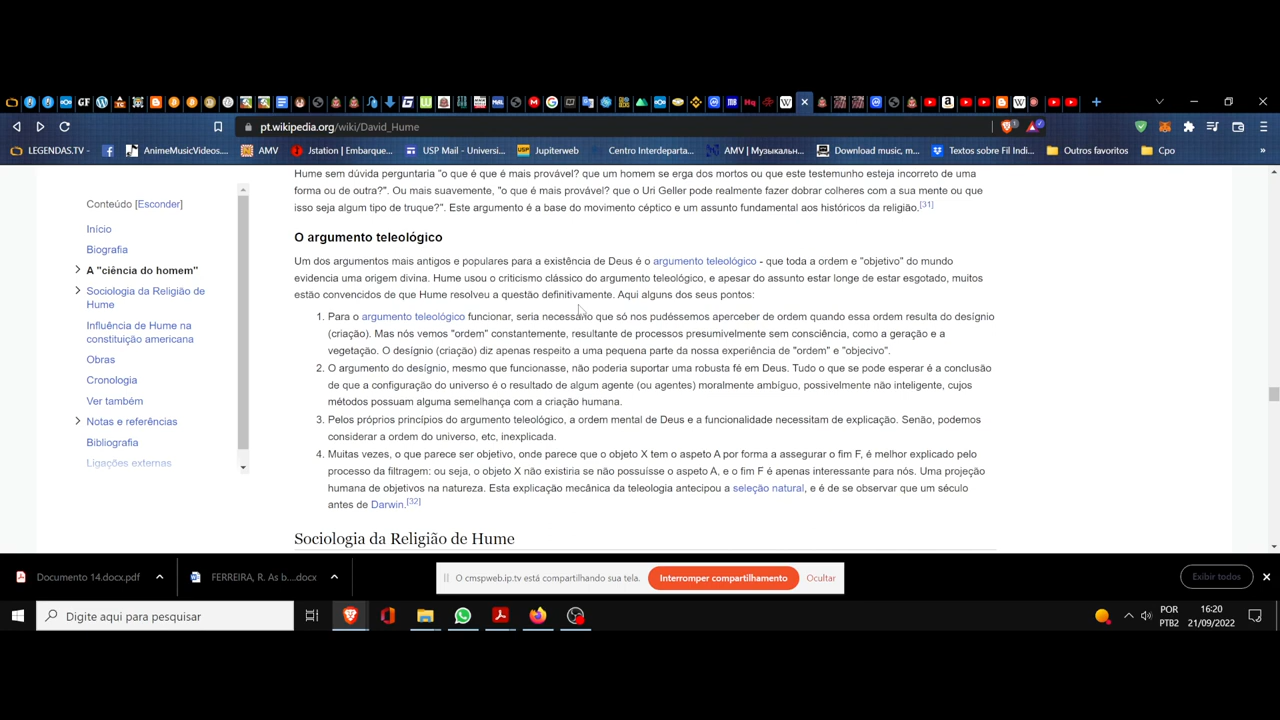 pt.wikipedia.org/wiki/David_Hume
LEGENDAS.TV
AnimeMusicVideos...
AMV
Jstation | Embarque...
USP Mail - Universi...
Jupiterweb
Centro Interdeparta...
AMV | Музыкальн...
Download music, m...
Textos sobre Fil Indi...
Outros favoritos
Cpo
Conteúdo [Esconder]
Início
Biografia
A "ciência do homem"
Sociologia da Religião de
Hume
Influência de Hume na
constituição americana
Obras
Cronologia
Ver também
Notas e referências
Bibliografia
Ligações externas
Hume sem dúvida perguntaria "o que é que é mais provável? que um homem se erga dos mortos ou que este testemunho esteja incorreto de uma
forma ou de outra?". Ou mais suavemente, "o que é mais provável? que o Uri Geller pode realmente fazer dobrar colheres com a sua mente ou que
isso seja algum tipo de truque?". Este argumento é a base do movimento céptico e um assunto fundamental aos históricos da religião.[31]
O argumento teleológico
Um dos argumentos mais antigos e populares para a existência de Deus é o argumento teleológico - que toda a ordem e "objetivo" do mundo
evidencia uma origem divina. Hume usou o criticismo clássico do argumento teleológico, e apesar do assunto estar longe de estar esgotado, muitos
estão convencidos de que Hume resolveu a questão definitivamente. Aqui alguns dos seus pontos:
1. Para o argumento teleológico funcionar, seria necessário que só nos pudéssemos aperceber de ordem quando essa ordem resulta do desígnio
(criação). Mas nós vemos "ordem" constantemente, resultante de processos presumivelmente sem consciência, como a geração e a
vegetação. O desígnio (criação) diz apenas respeito a uma pequena parte da nossa experiência de "ordem" e "objecivo".
2. O argumento do desígnio, mesmo que funcionasse, não poderia suportar uma robusta fé em Deus. Tudo o que se pode esperar é a conclusão
de que a configuração do universo é o resultado de algum agente (ou agentes) moralmente ambíguo, possivelmente não inteligente, cujos
métodos possuam alguma semelhança com a criação humana.
3. Pelos próprios princípios do argumento teleológico, a ordem mental de Deus e a funcionalidade necessitam de explicação. Senão, podemos
considerar a ordem do universo, etc, inexplicada.
4. Muitas vezes, o que parece ser objetivo, onde parece que o objeto X tem o aspeto A por forma a assegurar o fim F, é melhor explicado pelo
processo da filtragem: ou seja, o objeto X não existiria se não possuísse o aspeto A, e o fim F é apenas interessante para nós. Uma projeção
humana de objetivos na natureza. Esta explicação mecânica da teleologia antecipou a seleção natural, e é de se observar que um século
antes de Darwin.[32]
Sociologia da Religião de Hume
Documento 14.docx.pdf
FERREIRA, R. As b....docx
O cmspweb.ip.tv está compartilhando sua tela.
Interromper compartilhamento
Ocultar
Exibir todos
Digite aqui para pesquisar
POR
PTB2
16:20
21/09/2022